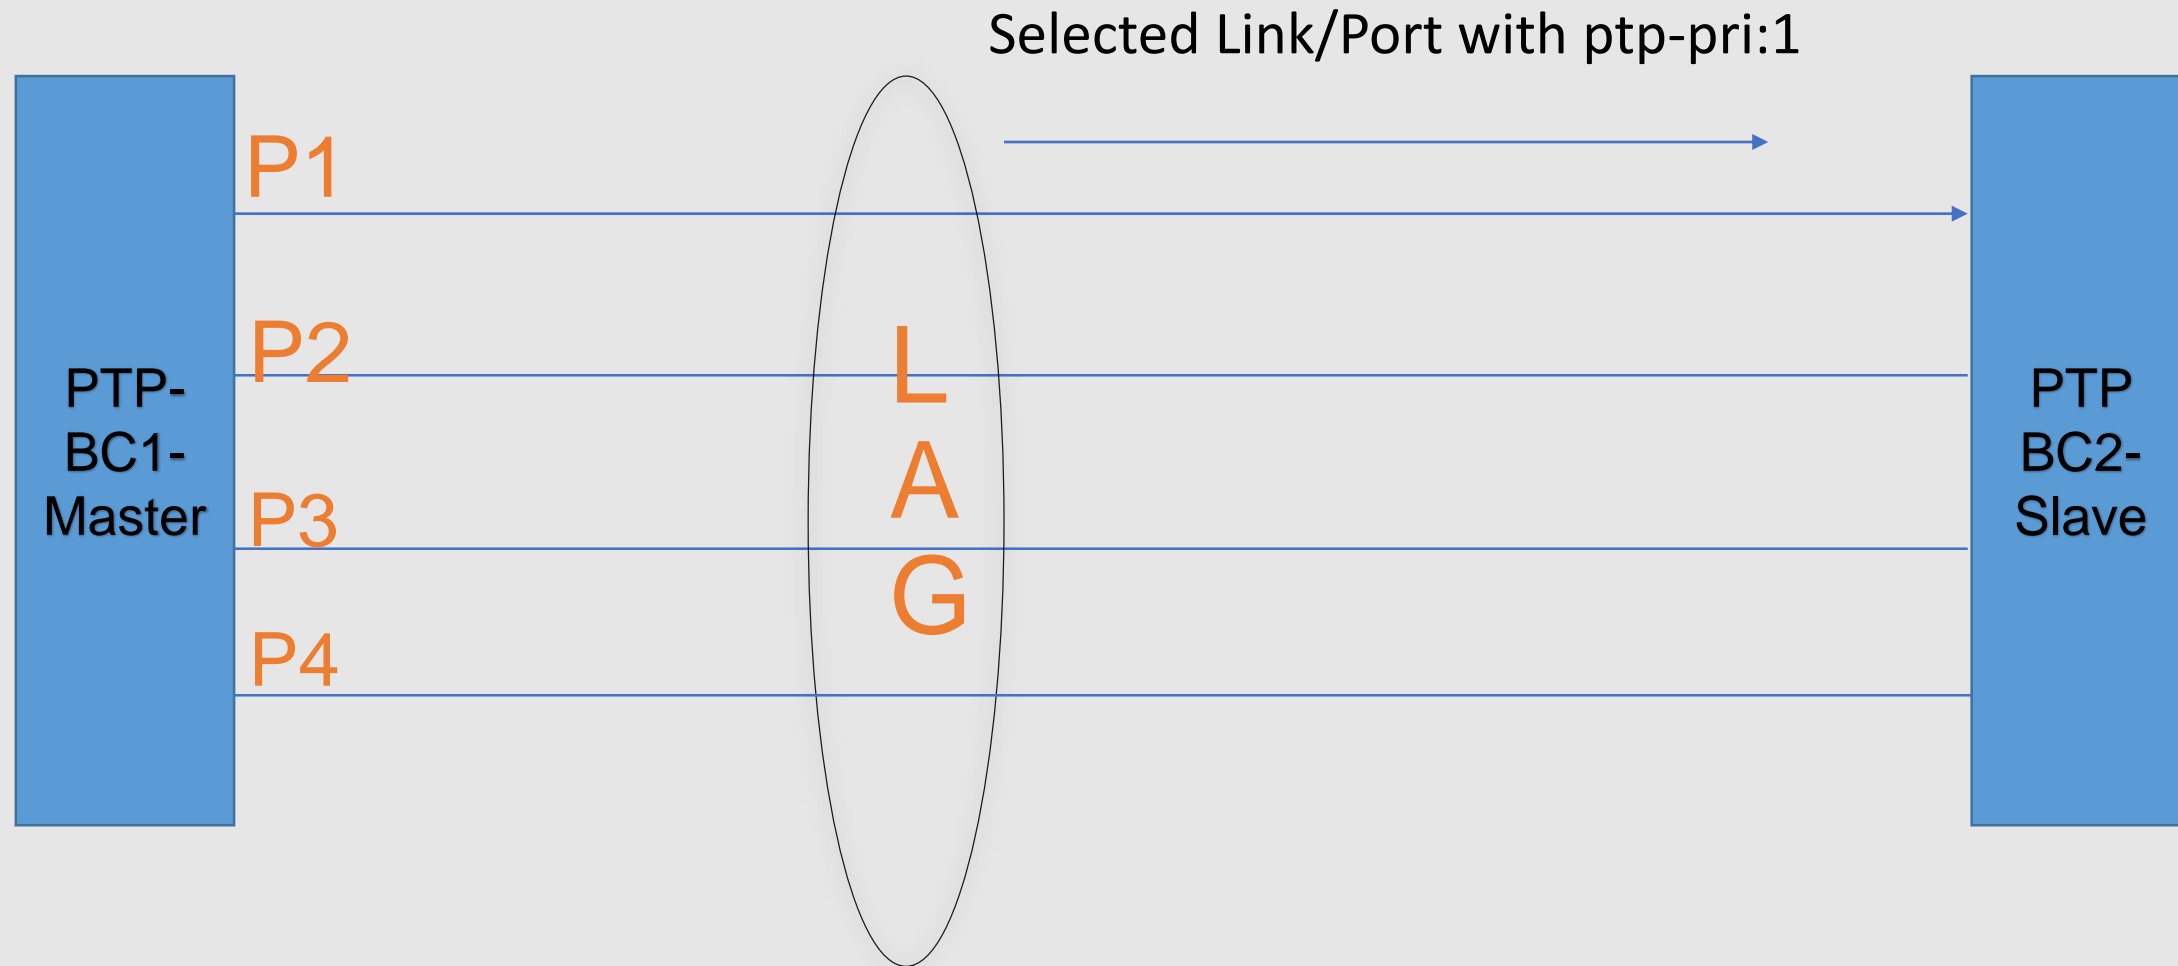 Selected Link/Port with ptp-pri:1
P1
P2
P3
P4
PTP-
BC1-
Master
L
A
G
PTP
BC2-
Slave